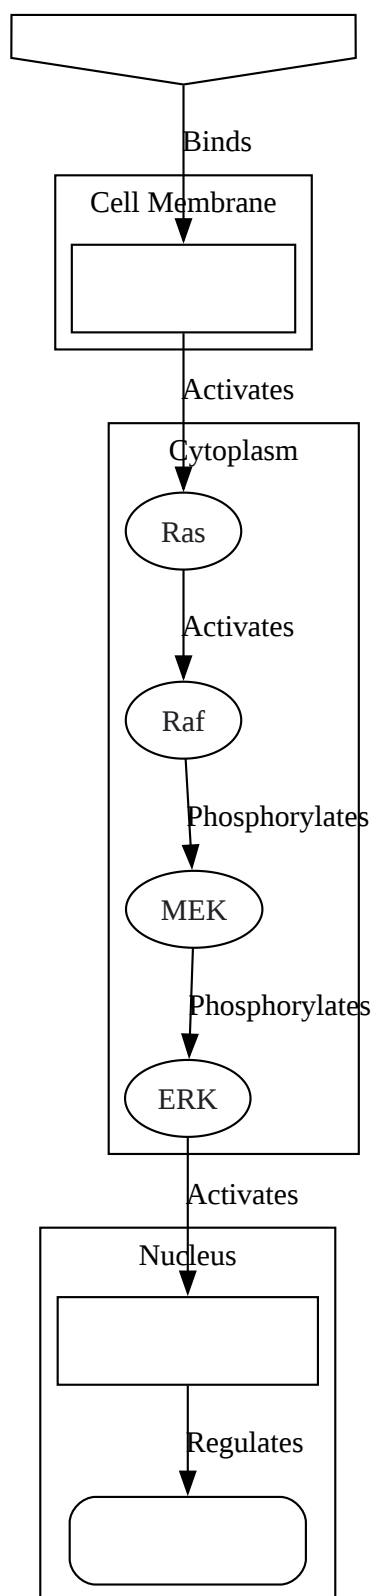 Binds
Cell Membrane
Activates
Cytoplasm
Ras
Activates
Raf
Phosphorylates
MEK
Phosphorylates
ERK
Activates
Nucleus
Regulates